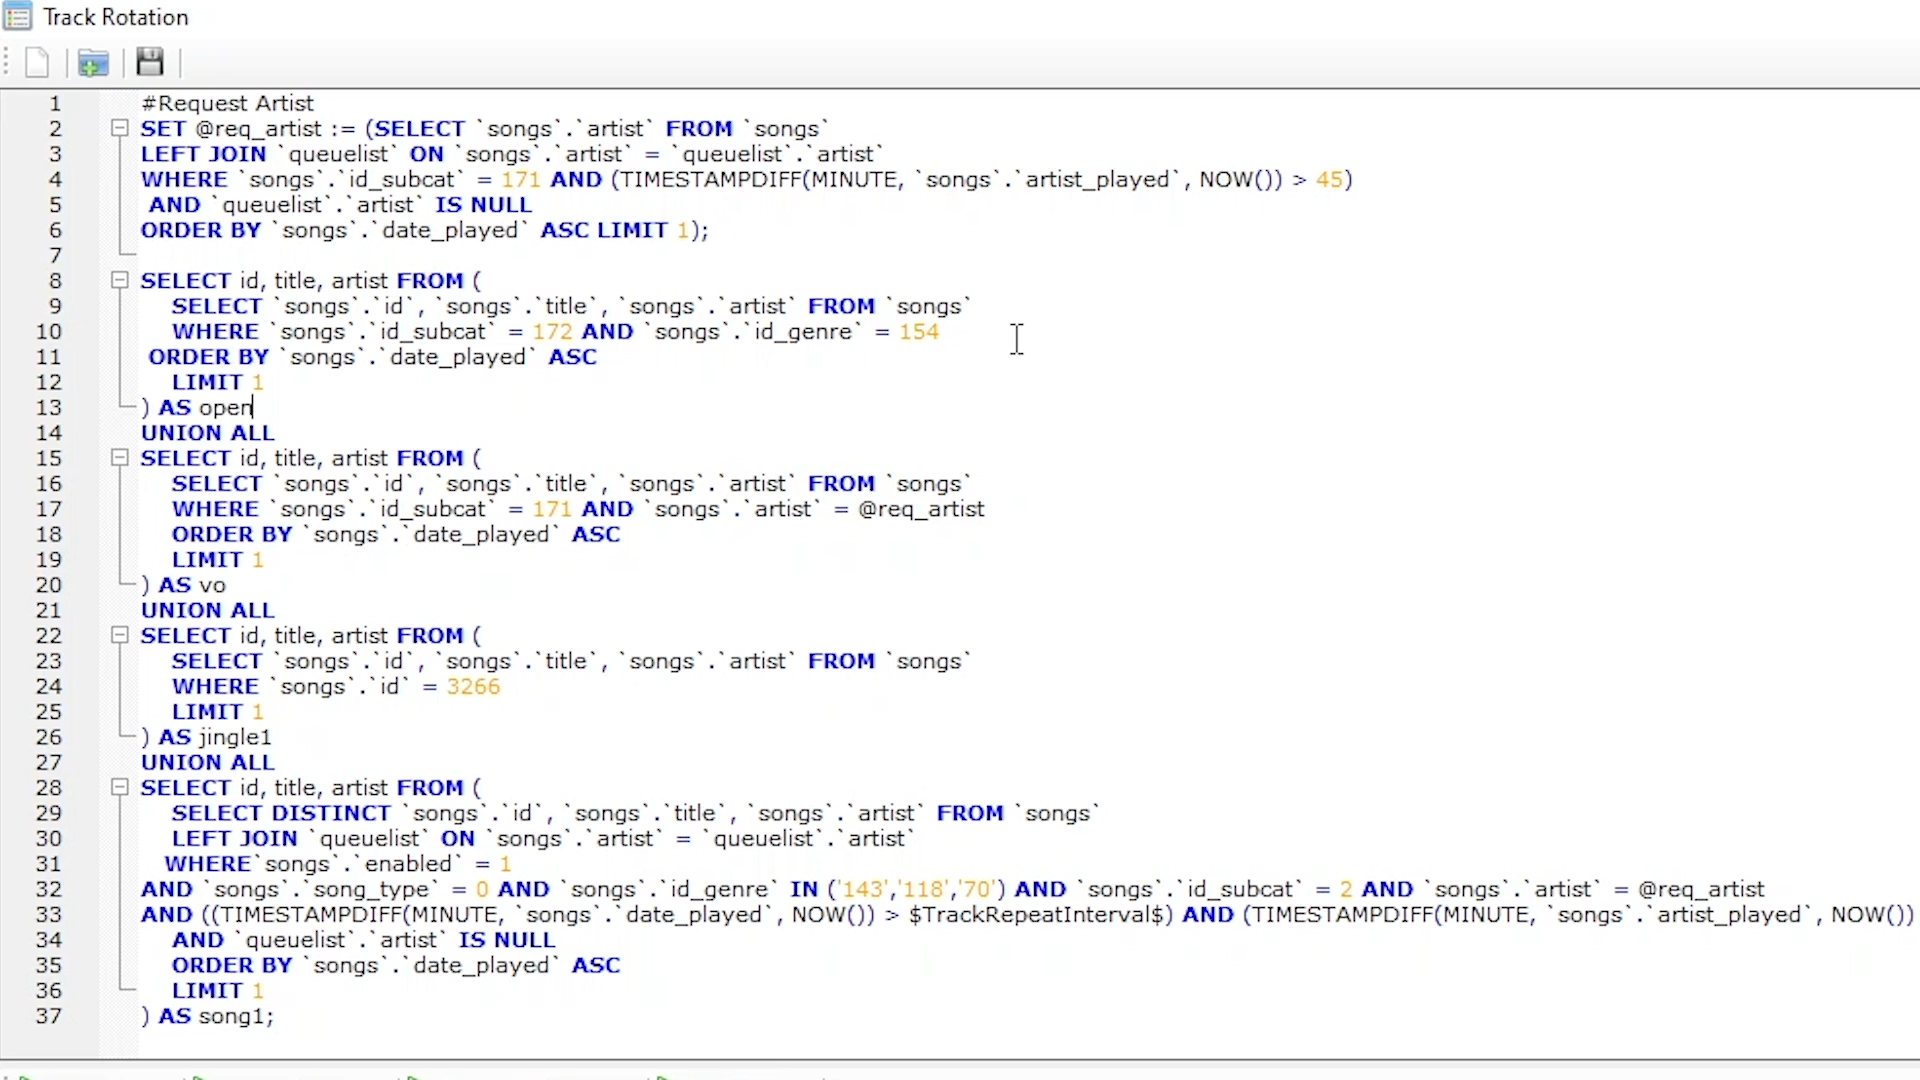 Track Rotation
1 #Request Artist
2 SET @req_artist := (SELECT `songs`.`artist` FROM `songs`
3 LEFT JOIN `queuelist` ON `songs`.`artist` = `queuelist`.`artist`
4 WHERE `songs`.`id_subcat` = 171 AND (TIMESTAMPDIFF(MINUTE, `songs`.`artist_played`, NOW()) > 45)
5 AND `queuelist`.`artist` IS NULL
6 ORDER BY `songs`.`date_played` ASC LIMIT 1);
7
8 SELECT id, title, artist FROM (
9 SELECT `songs`.`id`, `songs`.`title`, `songs`.`artist` FROM `songs`
10 WHERE `songs`.`id_subcat` = 172 AND `songs`.`id_genre` = 154
11 ORDER BY `songs`.`date_played` ASC
12 LIMIT 1
13 ) AS open
14 UNION ALL
15 SELECT id, title, artist FROM (
16 SELECT `songs`.`id`, `songs`.`title`, `songs`.`artist` FROM `songs`
17 WHERE `songs`.`id_subcat` = 171 AND `songs`.`artist` = @req_artist
18 ORDER BY `songs`.`date_played` ASC
19 LIMIT 1
20 ) AS vo
21 UNION ALL
22 SELECT id, title, artist FROM (
23 SELECT `songs`.`id`, `songs`.`title`, `songs`.`artist` FROM `songs`
24 WHERE `songs`.`id` = 3266
25 LIMIT 1
26 ) AS jingle1
27 UNION ALL
28 SELECT id, title, artist FROM (
29 SELECT DISTINCT `songs`.`id`, `songs`.`title`, `songs`.`artist` FROM `songs`
30 LEFT JOIN `queuelist` ON `songs`.`artist` = `queuelist`.`artist`
31 WHERE`songs`.`enabled` = 1
32 AND `songs`.`song_type` = 0 AND `songs`.`id_genre` IN ('143','118','70') AND `songs`.`id_subcat` = 2 AND `songs`.`artist` = @req_artist
33 AND ((TIMESTAMPDIFF(MINUTE, `songs`.`date_played`, NOW()) > $TrackRepeatInterval$) AND (TIMESTAMPDIFF(MINUTE, `songs`.`artist_played`, NOW())
34 AND `queuelist`.`artist` IS NULL
35 ORDER BY `songs`.`date_played` ASC
36 LIMIT 1
37 ) AS song1;